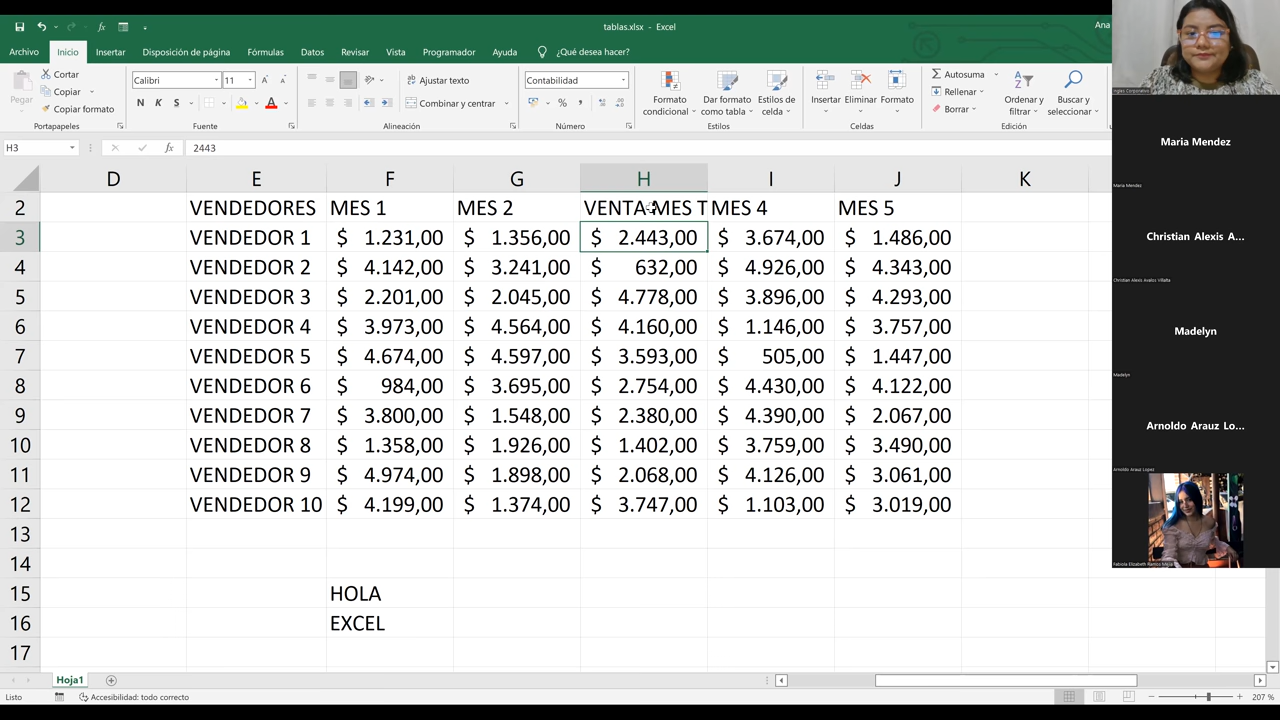 tablas.xlsx - Excel
Ana
Archivo Inicio Insertar Disposición de página Fórmulas Datos Revisar Vista Programador Ayuda ¿Qué desea hacer?
Pegar
Cortar
Copiar
Copiar formato
Portapapeles
Calibri 11
N K S
Fuente
Ajustar texto
Combinar y centrar
Alineación
Contabilidad
% 
Número
Formato condicional
Dar formato como tabla
Estilos de celda
Estilos
Insertar Eliminar Formato
Celdas
Autosuma
Rellenar
Borrar
Ordenar y filtrar
Buscar y seleccionar
Edición
H3 fx 2443
D E F G H I J K
2 VENDEDORES MES 1 MES 2 VENTA MES T MES 4 MES 5
3 VENDEDOR 1 $ 1.231,00 $ 1.356,00 $ 2.443,00 $ 3.674,00 $ 1.486,00
4 VENDEDOR 2 $ 4.142,00 $ 3.241,00 $ 632,00 $ 4.926,00 $ 4.343,00
5 VENDEDOR 3 $ 2.201,00 $ 2.045,00 $ 4.778,00 $ 3.896,00 $ 4.293,00
6 VENDEDOR 4 $ 3.973,00 $ 4.564,00 $ 4.160,00 $ 1.146,00 $ 3.757,00
7 VENDEDOR 5 $ 4.674,00 $ 4.597,00 $ 3.593,00 $ 505,00 $ 1.447,00
8 VENDEDOR 6 $ 984,00 $ 3.695,00 $ 2.754,00 $ 4.430,00 $ 4.122,00
9 VENDEDOR 7 $ 3.800,00 $ 1.548,00 $ 2.380,00 $ 4.390,00 $ 2.067,00
10 VENDEDOR 8 $ 1.358,00 $ 1.926,00 $ 1.402,00 $ 3.759,00 $ 3.490,00
11 VENDEDOR 9 $ 4.974,00 $ 1.898,00 $ 2.068,00 $ 4.126,00 $ 3.061,00
12 VENDEDOR 10 $ 4.199,00 $ 1.374,00 $ 3.747,00 $ 1.103,00 $ 3.019,00
13
14
15 HOLA
16 EXCEL
17
Hoja1
Listo Accesibilidad: todo correcto 207 %
Ingles Corporativo
Maria Mendez
Maria Mendez
Christian Alexis A...
Christian Alexis Avalos Villalta
Madelyn
Madelyn
Arnoldo Arauz Lo...
Arnoldo Arauz Lopez
Fabiola Elizabeth Ramos Mejia